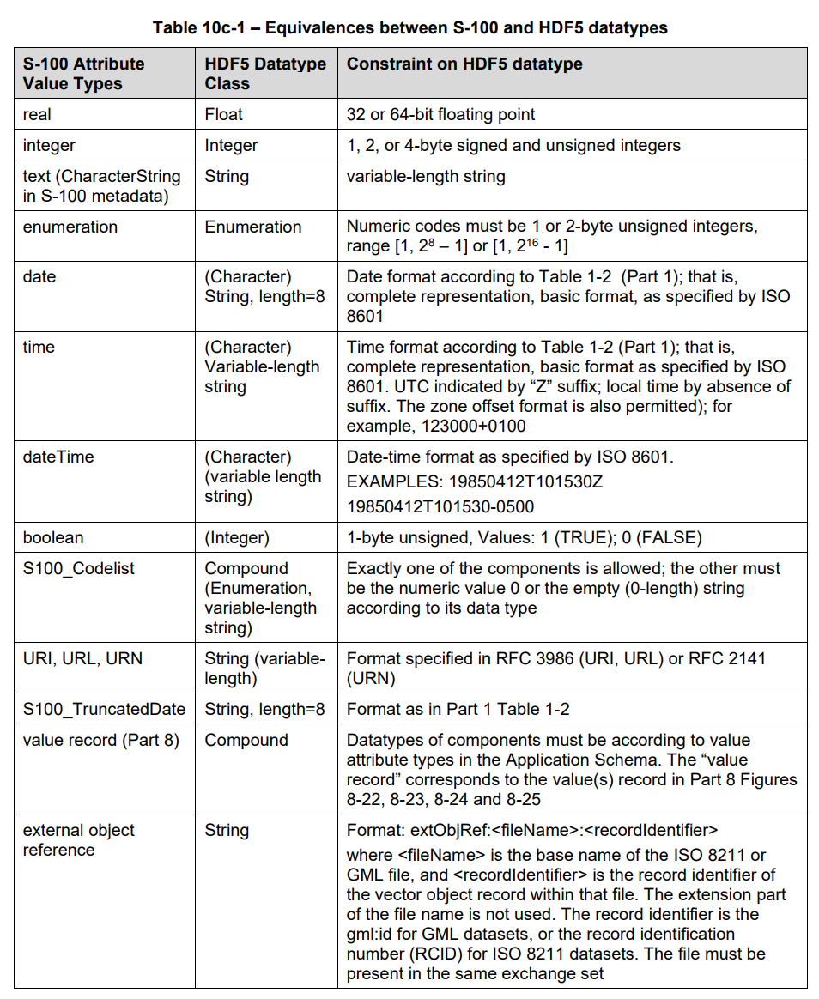 Table 10c-1 – Equivalences between S-100 and HDF5 datatypes
S-100 Attribute
Value Types
HDF5 Datatype
Class
Constraint on HDF5 datatype
real
Float
32 or 64-bit floating point
integer
Integer
1, 2, or 4-byte signed and unsigned integers
text (CharacterString
in S-100 metadata)
String
variable-length string
enumeration
Enumeration
Numeric codes must be 1 or 2-byte unsigned integers,
range [1, 2⁸ – 1] or [1, 2¹⁶ - 1]
date
(Character)
String, length=8
Date format according to Table 1-2 (Part 1); that is,
complete representation, basic format, as specified by ISO
8601
time
(Character)
Variable-length
string
Time format according to Table 1-2 (Part 1); that is,
complete representation, basic format as specified by ISO
8601. UTC indicated by “Z” suffix; local time by absence of
suffix. The zone offset format is also permitted); for
example, 123000+0100
dateTime
(Character)
(variable length
string)
Date-time format as specified by ISO 8601.
EXAMPLES: 19850412T101530Z
19850412T101530-0500
boolean
(Integer)
1-byte unsigned, Values: 1 (TRUE); 0 (FALSE)
S100_Codelist
Compound
(Enumeration,
variable-length
string)
Exactly one of the components is allowed; the other must
be the numeric value 0 or the empty (0-length) string
according to its data type
URI, URL, URN
String (variable-
length)
Format specified in RFC 3986 (URI, URL) or RFC 2141
(URN)
S100_TruncatedDate
String, length=8
Format as in Part 1 Table 1-2
value record (Part 8)
Compound
Datatypes of components must be according to value
attribute types in the Application Schema. The “value
record” corresponds to the value(s) record in Part 8 Figures
8-22, 8-23, 8-24 and 8-25
external object
reference
String
Format: extObjRef:<fileName>:<recordIdentifier>
where <fileName> is the base name of the ISO 8211 or
GML file, and <recordIdentifier> is the record identifier of
the vector object record within that file. The extension part
of the file name is not used. The record identifier is the
gml:id for GML datasets, or the record identification
number (RCID) for ISO 8211 datasets. The file must be
present in the same exchange set